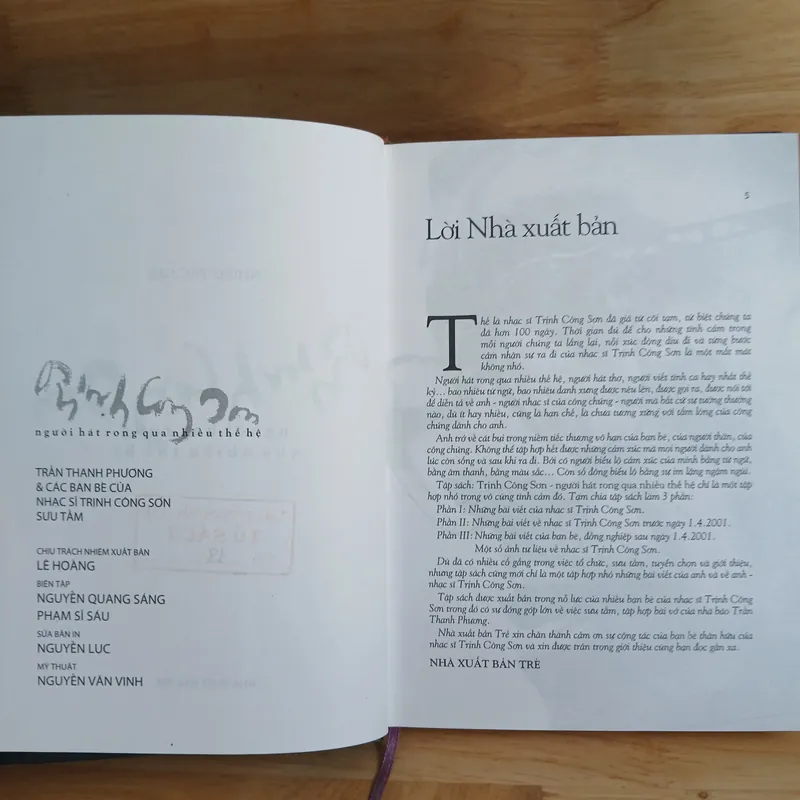 Trịnh Công Sơn
người hát rong qua nhiều thế hệ
TRẦN THANH PHƯƠNG
& CÁC BẠN BÈ CỦA
NHẠC SĨ TRỊNH CÔNG SƠN
SƯU TẦM
CHỊU TRÁCH NHIỆM XUẤT BẢN
LÊ HOÀNG
BIÊN TẬP
NGUYỄN QUANG SÁNG
PHẠM SĨ SÁU
SỬA BẢN IN
NGUYỄN LỤC
MỸ THUẬT
NGUYỄN VĂN VINH
5
Lời Nhà xuất bản
Thế là nhạc sĩ Trịnh Công Sơn đã giã từ cõi tạm, từ biệt chúng ta
đã hơn 100 ngày. Thời gian đủ để cho những tình cảm trong
mỗi người chúng ta lắng lại, nỗi xúc động dịu đi và từng bước
cảm nhận sự ra đi của nhạc sĩ Trịnh Công Sơn là một mất mát
không nhỏ.
Người hát rong qua nhiều thế hệ, người hát thơ, người viết tình ca hay nhất thế
kỷ... bao nhiêu từ ngữ, bao nhiêu danh xưng được nêu lên, được gọi ra, được nói tới
để diễn tả về anh - người nhạc sĩ của công chúng - người mà bất cứ sự tưởng thưởng
nào, dù ít hay nhiều, cũng là hạn chế, là chưa tương xứng với tấm lòng của công
chúng dành cho anh.
Anh trở về cát bụi trong niềm tiếc thương vô hạn của bạn bè, của người thân, của
công chúng. Không thể tập hợp hết được những cảm xúc mà mọi người dành cho anh
lúc còn sống và sau khi ra đi. Bởi có người biểu lộ cảm xúc của mình bằng từ ngữ,
bằng âm thanh, bằng màu sắc... Còn số đông biểu lộ bằng sự im lặng ngậm ngùi.
Tập sách: Trịnh Công Sơn - người hát rong qua nhiều thế hệ chỉ là một tập
hợp nhỏ trong vô cùng tình cảm đó. Tạm chia tập sách làm 3 phần:
Phần I: Những bài viết của nhạc sĩ Trịnh Công Sơn.
Phần II: Những bài viết về nhạc sĩ Trịnh Công Sơn trước ngày 1.4.2001.
Phần III: Những bài viết của bạn bè, đồng nghiệp sau ngày 1.4.2001.
Một số ảnh tư liệu về nhạc sĩ Trịnh Công Sơn.
Dù đã có nhiều cố gắng trong việc tổ chức, sưu tầm, tuyển chọn và giới thiệu,
nhưng tập sách cũng mới chỉ là một tập hợp nhỏ những bài viết của anh và về anh -
nhạc sĩ Trịnh Công Sơn.
Tập sách được xuất bản trong nỗ lực của nhiều bạn bè của nhạc sĩ Trịnh Công
Sơn trong đó có sự đóng góp lớn về việc sưu tầm, tập hợp bài vở của nhà báo Trần
Thanh Phương.
Nhà xuất bản Trẻ xin chân thành cám ơn sự cộng tác của bạn bè thân hữu của
nhạc sĩ Trịnh Công Sơn và xin được trân trọng giới thiệu cùng bạn đọc gần xa.
NHÀ XUẤT BẢN TRẺ